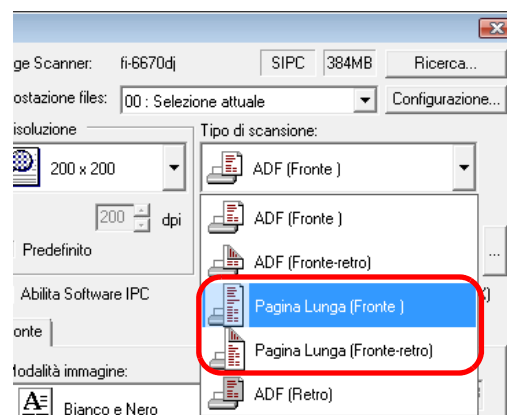 ge Scanner: fi-6670dj SIPC 384MB Ricerca...
ostazione files: 00 : Selezione attuale Configurazione...
isoluzione Tipo di scansione:
200 x 200 ADF (Fronte )
200 dpi ADF (Fronte )
Predefinito ADF (Fronte-retro) ...
Abilita Software IPC Pagina Lunga (Fronte )
onte Pagina Lunga (Fronte-retro)
Modalità immagine:
Bianco e Nero ADF (Retro)